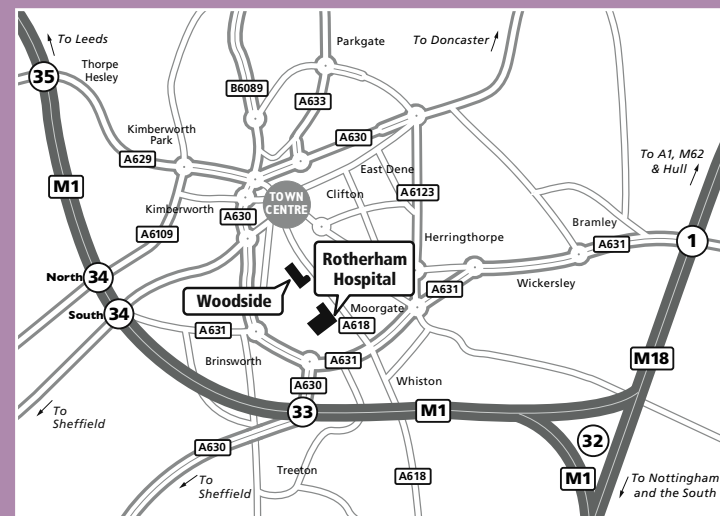 To Leeds
Parkgate
To Doncaster
Thorpe
Hesley
35
B6089
A633
Kimberworth
Park
A630
A629
To A1, M62
& Hull
East Dene
M1
TOWN
CENTRE
Clifton
A6123
Kimberworth
A630
Bramley
A6109
Herringthorpe
A631
1
Rotherham
Hospital
North
34
Woodside
Wickersley
A631
South
34
Moorgate
A618
A631
Brinsworth
A631
M18
A630
Whiston
To
Sheffield
33
M1
32
A630
Treeton
A618
M1
To
Sheffield
To Nottingham
and the South